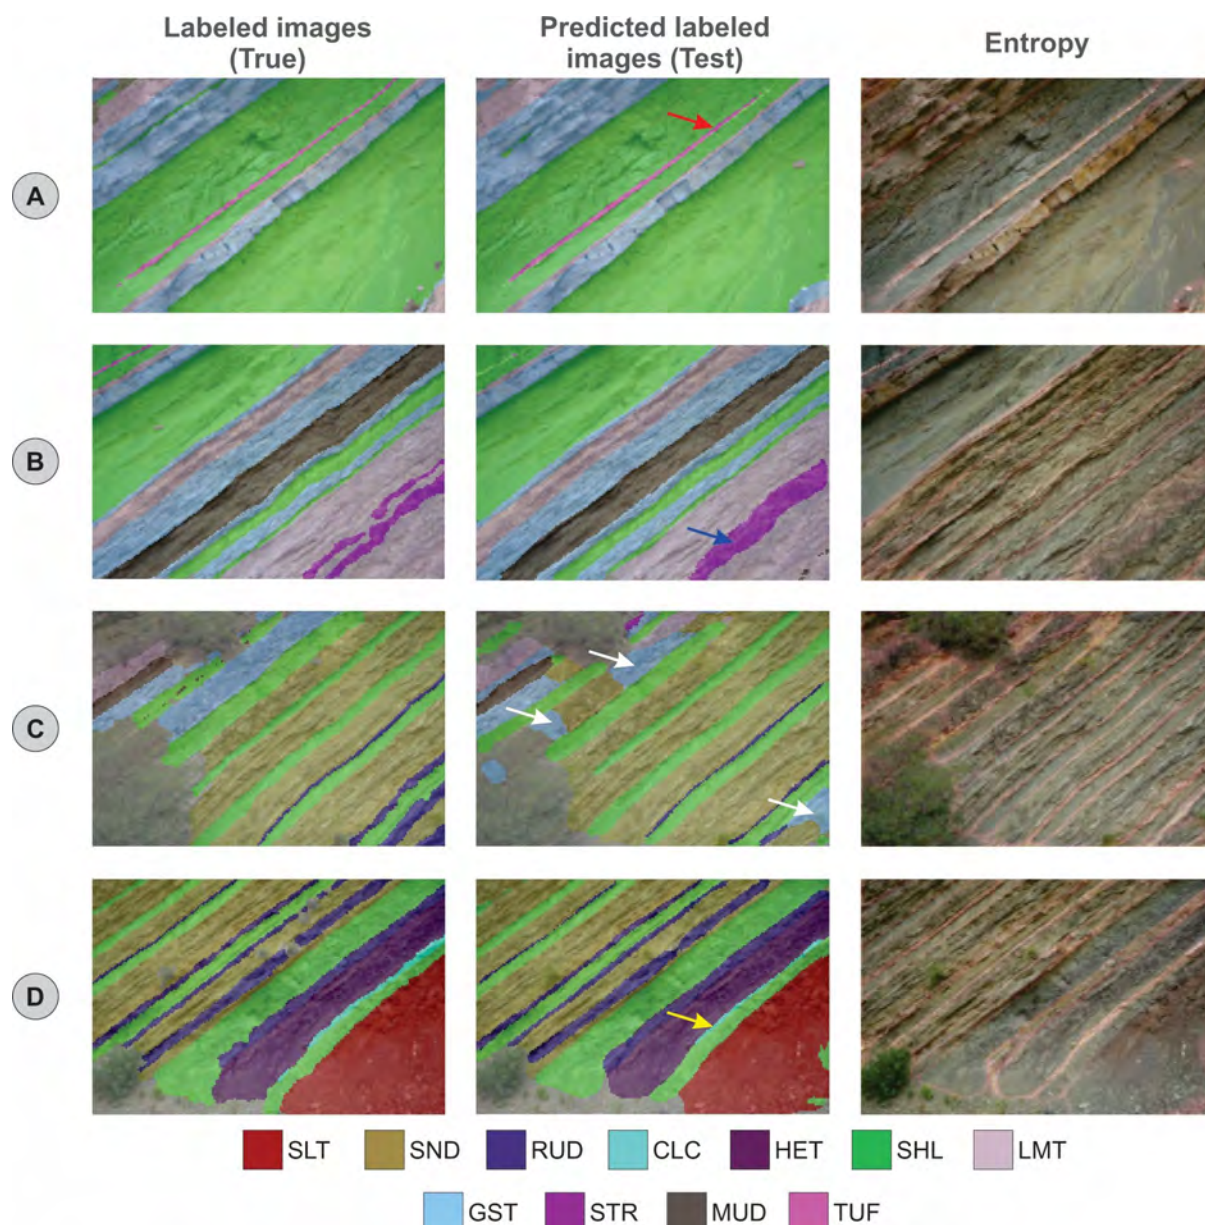 Labeled images
(True)
Predicted labeled
images (Test)
Entropy
A
B
C
D
SLT SND RUD CLC HET SHL LMT
GST STR MUD TUF